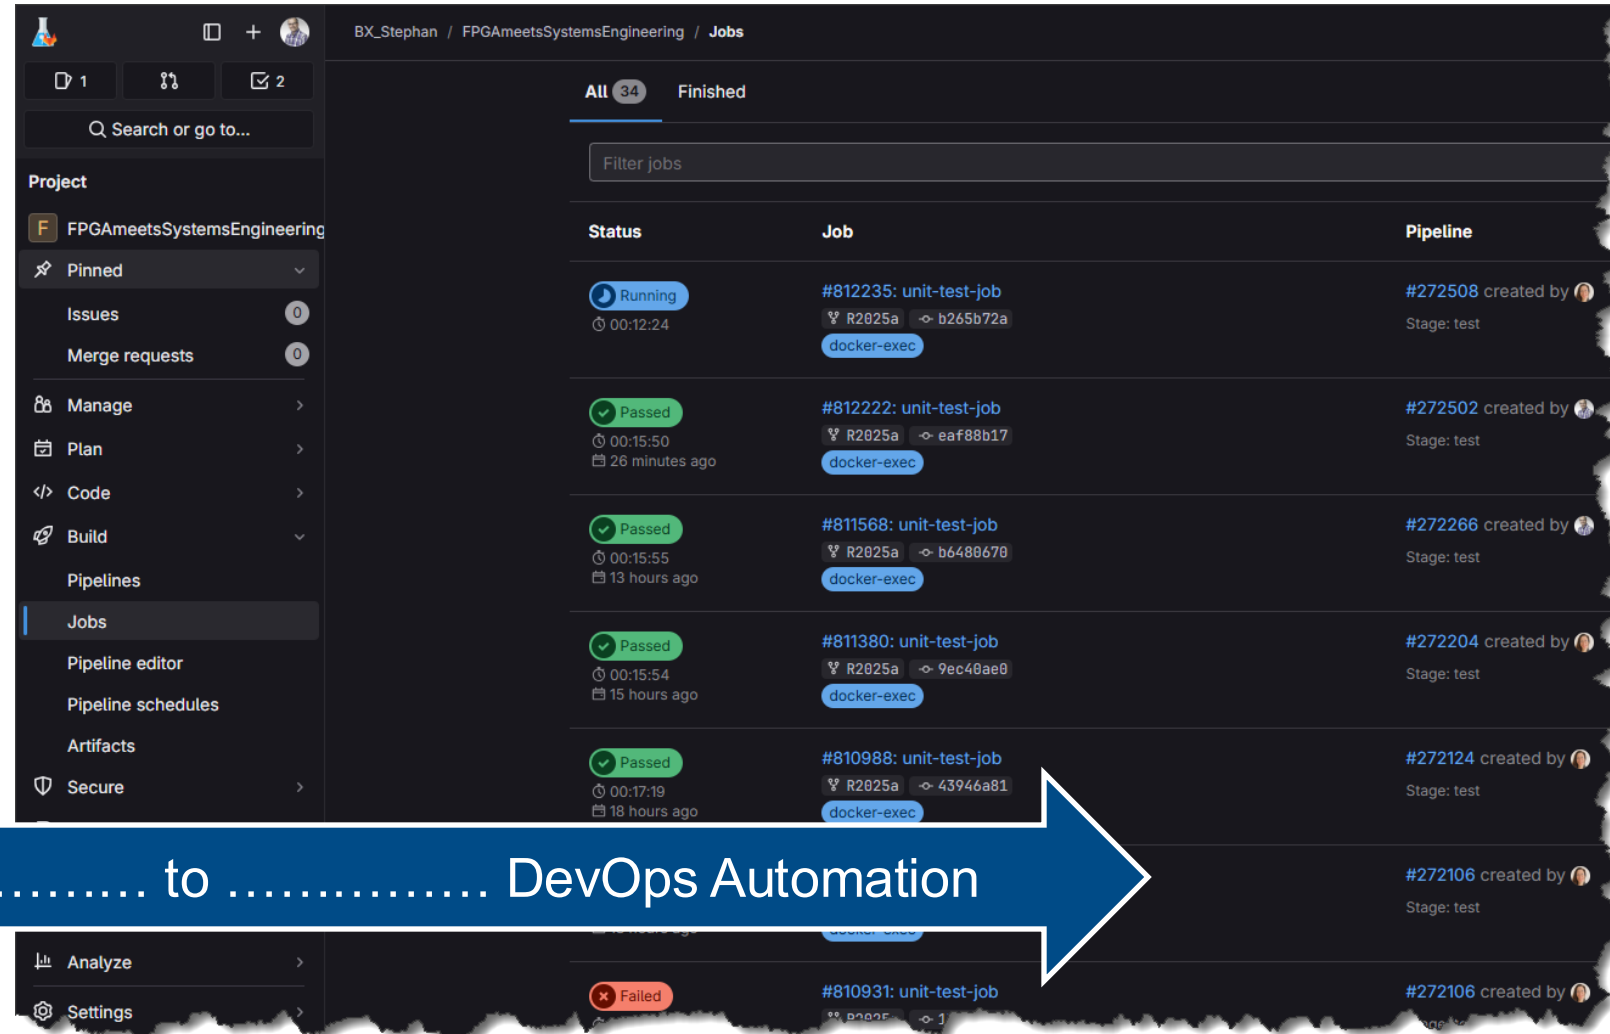 BX_Stephan / FPGAmeetsSystemsEngineering / Jobs
1
2
Search or go to...
Project
F FPGAmeetsSystemsEngineering
Pinned
Issues 0
Merge requests 0
Manage
Plan
Code
Build
Pipelines
Jobs
Pipeline editor
Pipeline schedules
Artifacts
Secure
Analyze
Settings
All 34 Finished
Filter jobs
Status Job Pipeline
Running #812235: unit-test-job #272508 created by
00:12:24 R2025a b265b72a Stage: test
docker-exec
Passed #812222: unit-test-job #272502 created by
00:15:50 R2025a eaf88b17 Stage: test
26 minutes ago docker-exec
Passed #811568: unit-test-job #272266 created by
00:15:55 R2025a b6480670 Stage: test
13 hours ago docker-exec
Passed #811380: unit-test-job #272204 created by
00:15:54 R2025a 9ec40ae0 Stage: test
15 hours ago docker-exec
Passed #810988: unit-test-job #272124 created by
00:17:19 R2025a 43946a81 Stage: test
18 hours ago docker-exec
#272106 created by
Stage: test
.......... to ............... DevOps Automation
Failed #810931: unit-test-job #272106 created by